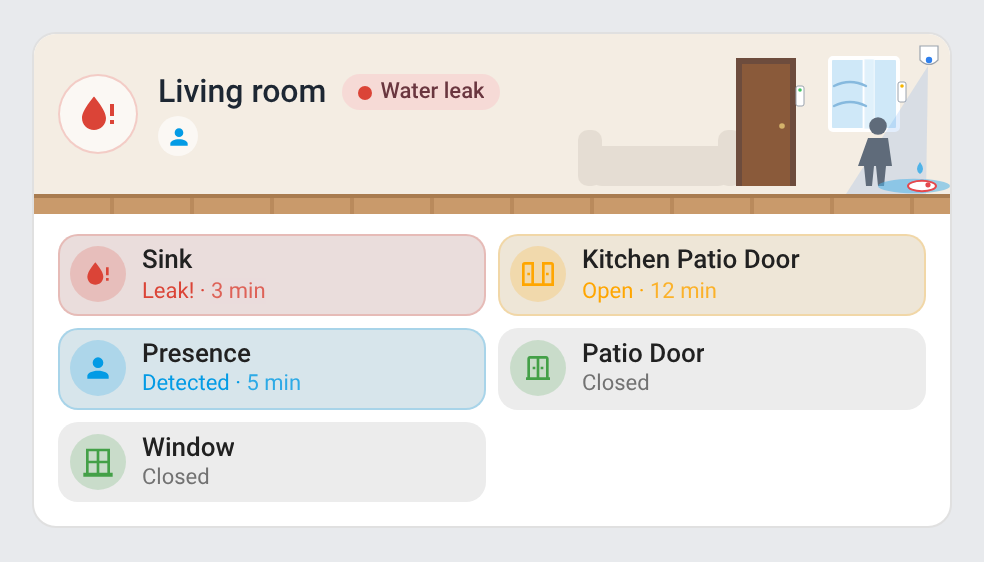 Living room
Water leak
Sink
Leak! · 3 min
Kitchen Patio Door
Open · 12 min
Presence
Detected · 5 min
Patio Door
Closed
Window
Closed